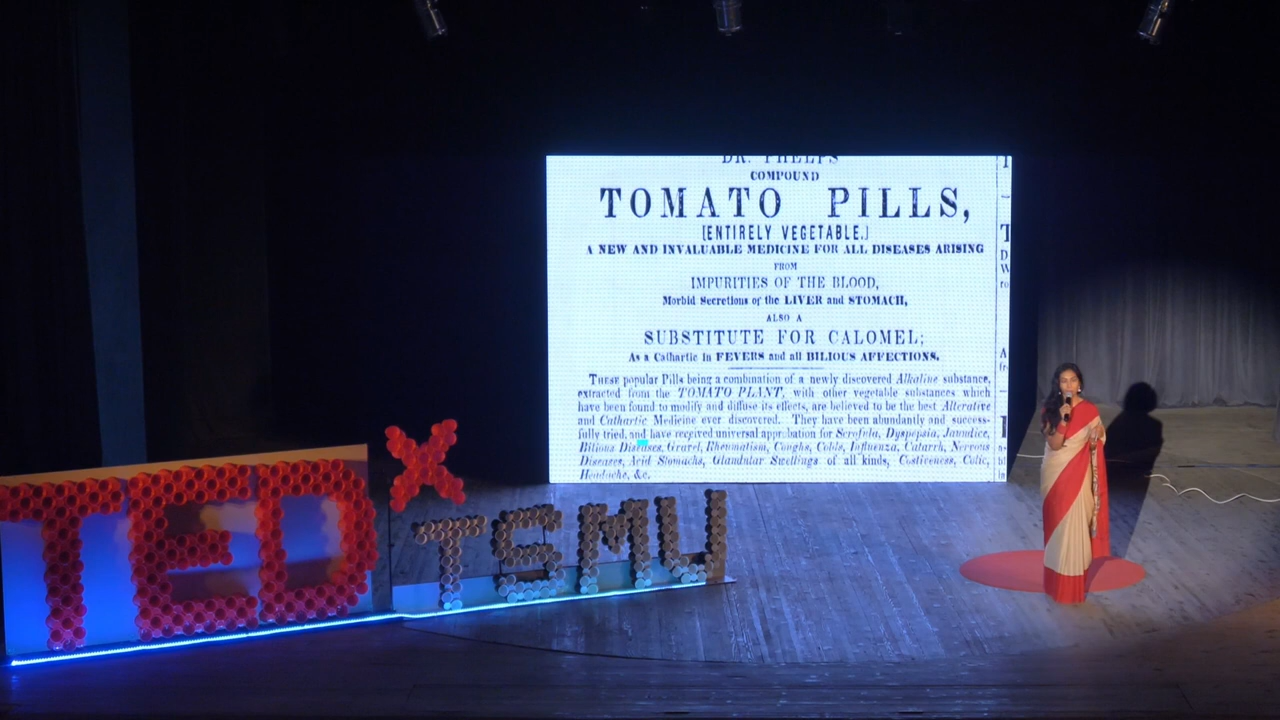 DR. PHELPS
COMPOUND
TOMATO PILLS,
[ENTIRELY VEGETABLE.]
A NEW AND INVALUABLE MEDICINE FOR ALL DISEASES ARISING
FROM
IMPURITIES OF THE BLOOD,
Morbid Secretions of the LIVER and STOMACH,
ALSO A
SUBSTITUTE FOR CALOMEL;
As a Cathartic in FEVERS and all BILIOUS AFFECTIONS.
THESE popular Pills being a combination of a newly discovered Alkaline substance,
extracted from the TOMATO PLANT, with other vegetable substances which
have been found to modify and diffuse its effects, are believed to be the best Alterative
and Cathartic Medicine ever discovered. They have been abundantly and success-
fully tried, and have received universal approbation for Scrofula, Dyspepsia, Jaundice,
Bilious Diseases, Gravel, Rheumatism, Coughs, Colds, Influenza, Catarrh, Nervous
Diseases, Acid Stomachs, Glandular Swellings of all kinds, Costiveness, Colic,
Headache, &c.
TEDx
TSMU